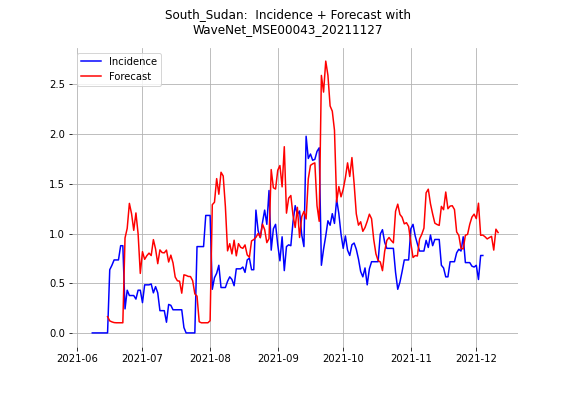 South_Sudan:  Incidence + Forecast with
WaveNet_MSE00043_20211127
Incidence
Forecast
2.5
2.0
1.5
1.0
0.5
0.0
2021-06 2021-07 2021-08 2021-09 2021-10 2021-11 2021-12